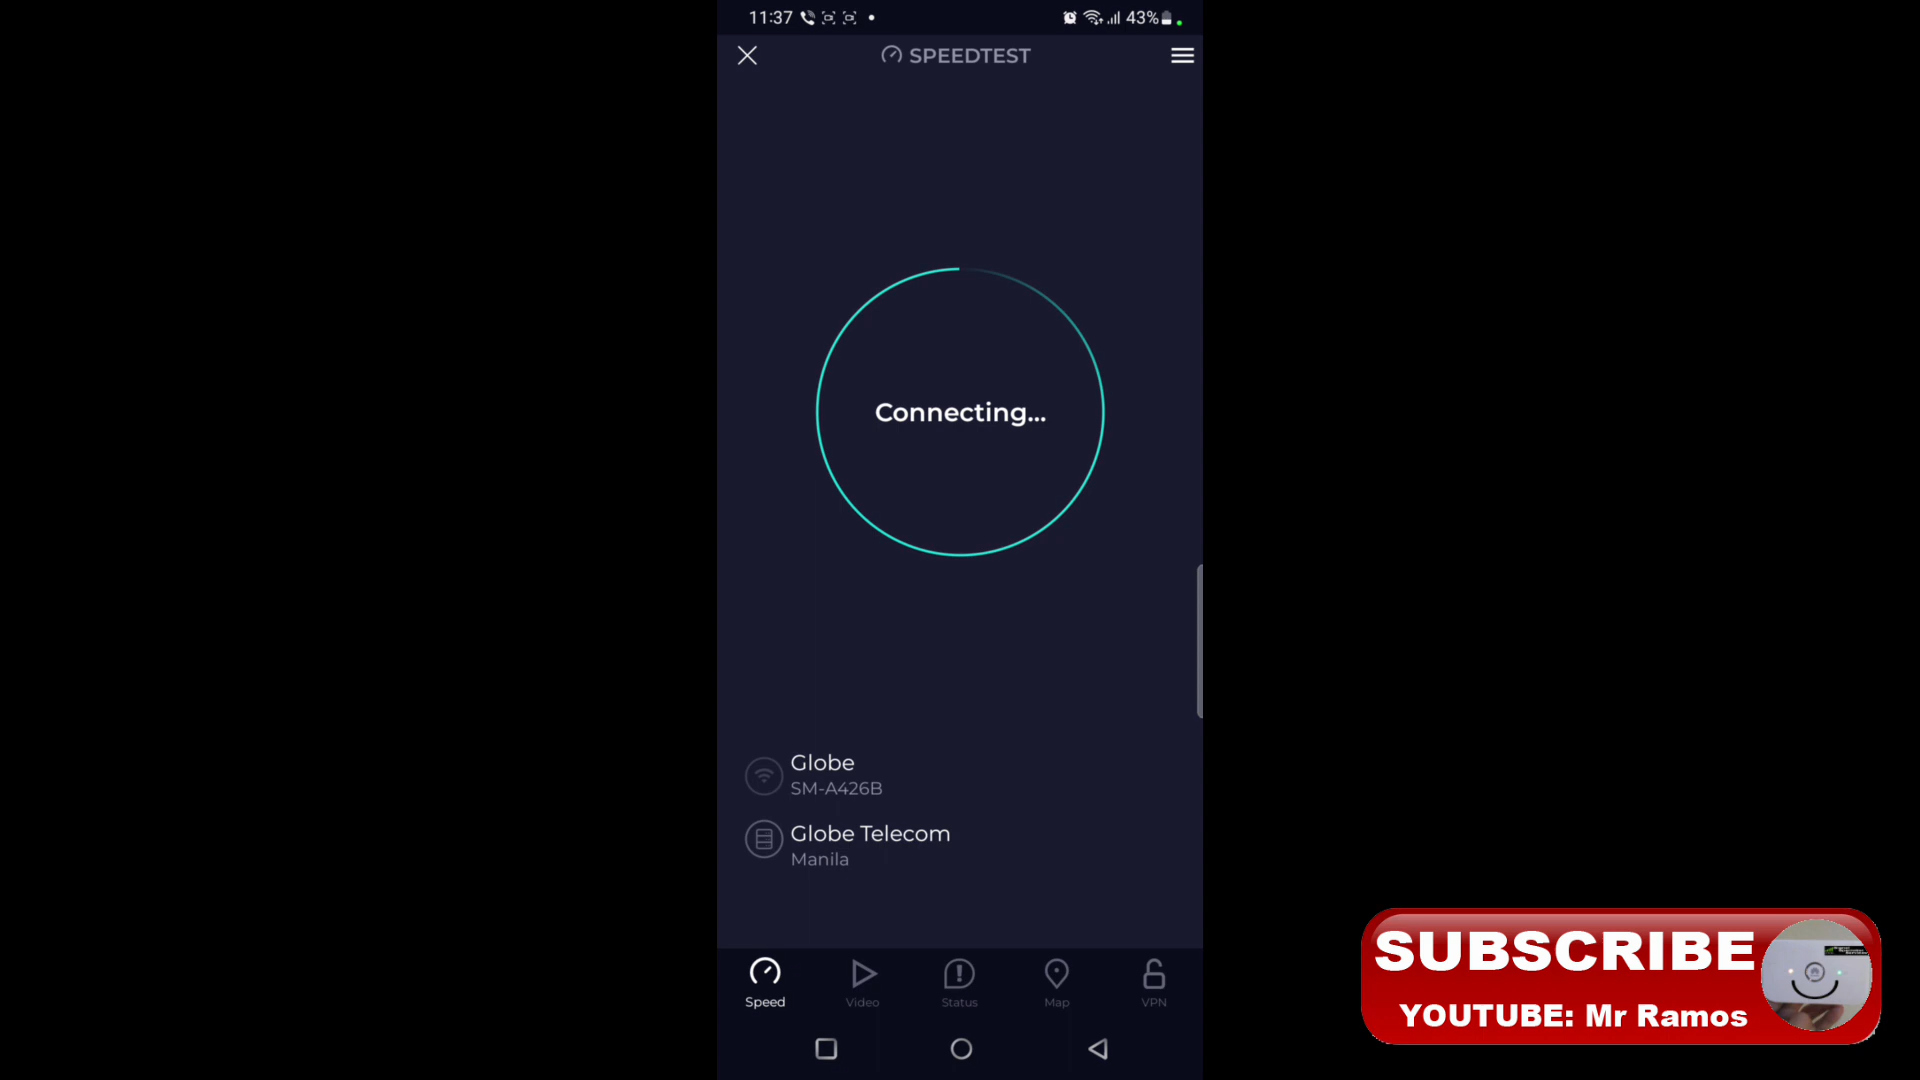 11:37
43%
SPEEDTEST
Connecting...
Globe
SM-A426B
Globe Telecom
Manila
Speed
Video
Status
Map
VPN
SUBSCRIBE
YOUTUBE: Mr Ramos